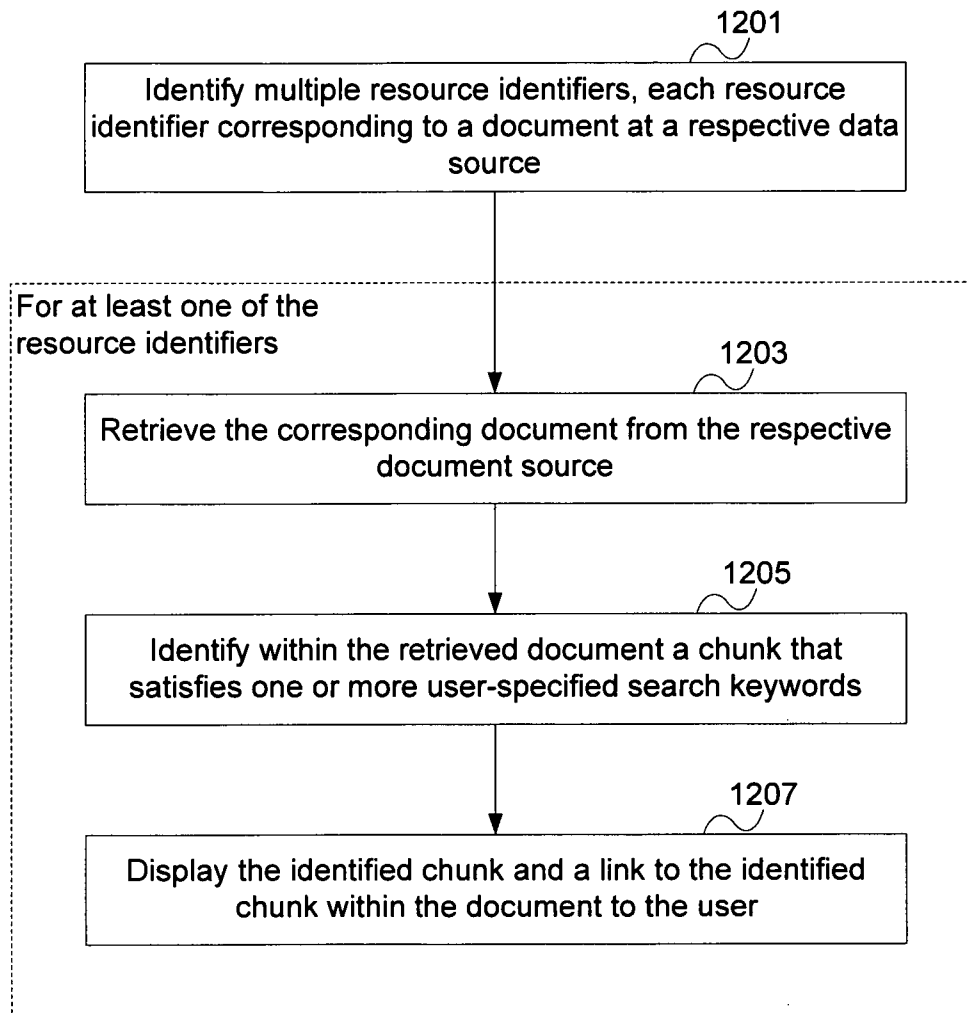 1201
Identify multiple resource identifiers, each resource
identifier corresponding to a document at a respective data
source
For at least one of the
resource identifiers
1203
Retrieve the corresponding document from the respective
document source
1205
Identify within the retrieved document a chunk that
satisfies one or more user-specified search keywords
1207
Display the identified chunk and a link to the identified
chunk within the document to the user